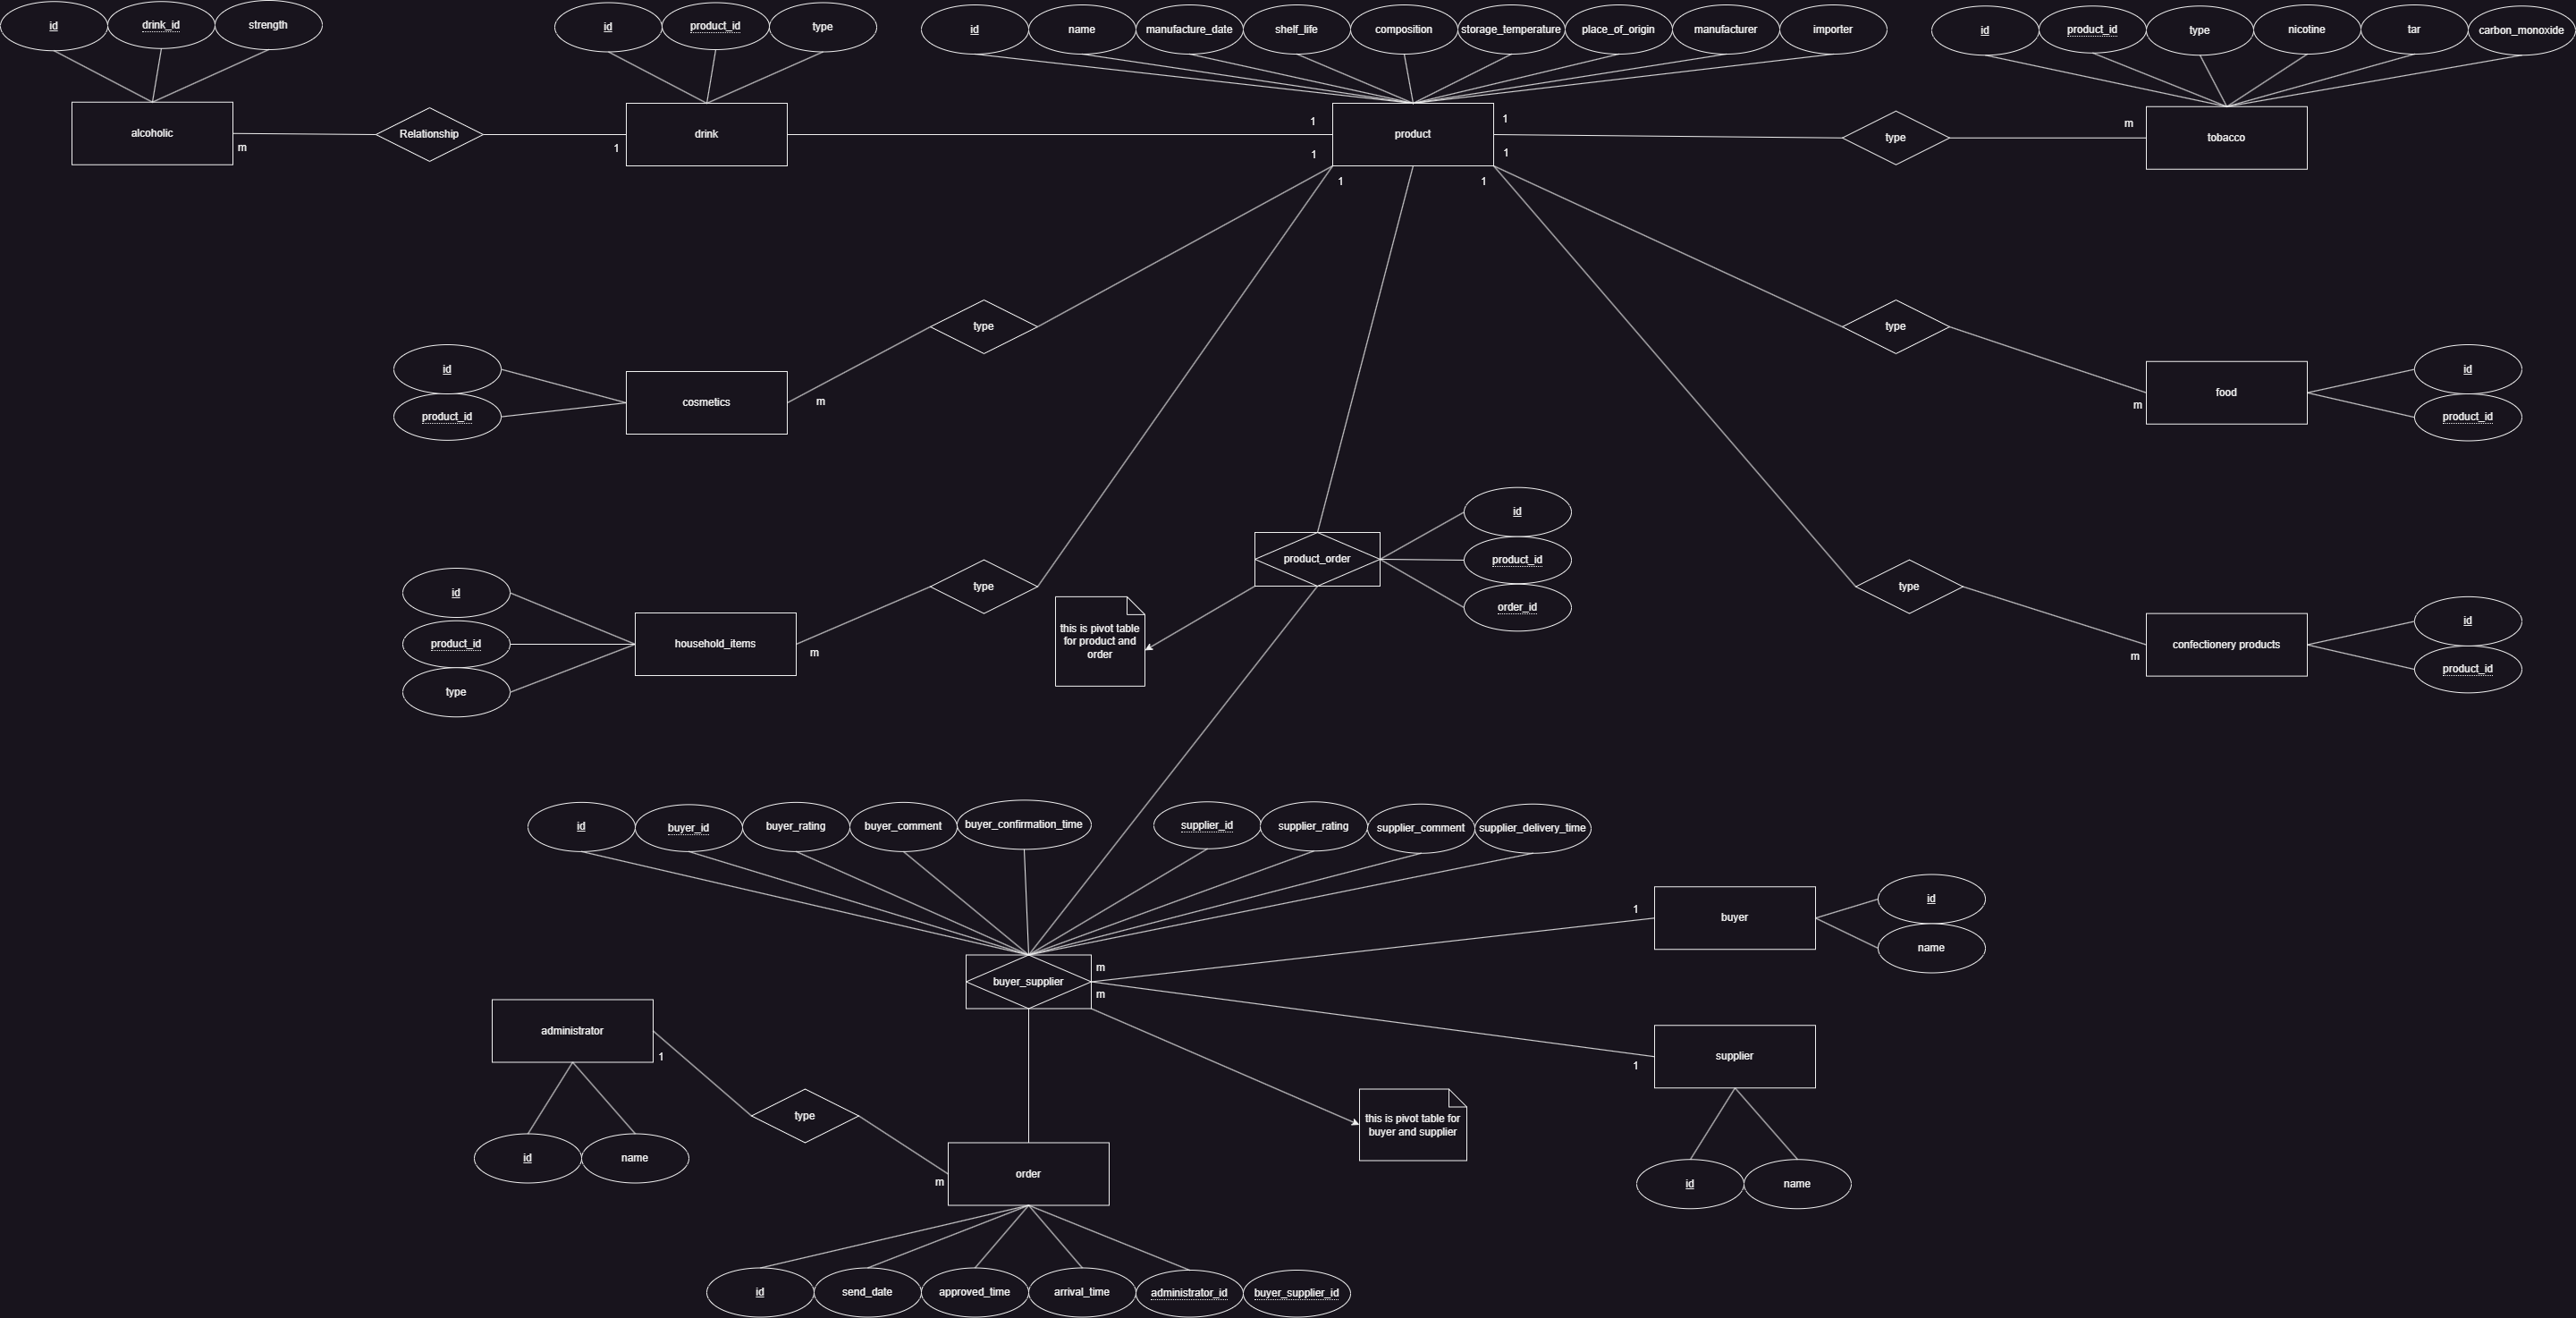 id
drink_id
strength
id
product_id
type
id
name
manufacture_date
shelf_life
composition
storage_temperature
place_of_origin
manufacturer
importer
id
product_id
type
nicotine
tar
carbon_monoxide
alcoholic
m
Relationship
1
drink
1
1
1
product
1
1
1
type
m
tobacco
type
type
id
product_id
cosmetics
m
m
food
id
product_id
id
product_id
type
household_items
m
type
product_order
id
product_id
order_id
this is pivot table
for product and
order
type
m
confectionery products
id
product_id
id
buyer_id
buyer_rating
buyer_comment
buyer_confirmation_time
supplier_id
supplier_rating
supplier_comment
supplier_delivery_time
1
buyer
id
name
buyer_supplier
m
m
administrator
1
1
supplier
type
this is pivot table for
buyer and supplier
id
name
m
order
id
name
id
send_date
approved_time
arrival_time
administrator_id
buyer_supplier_id